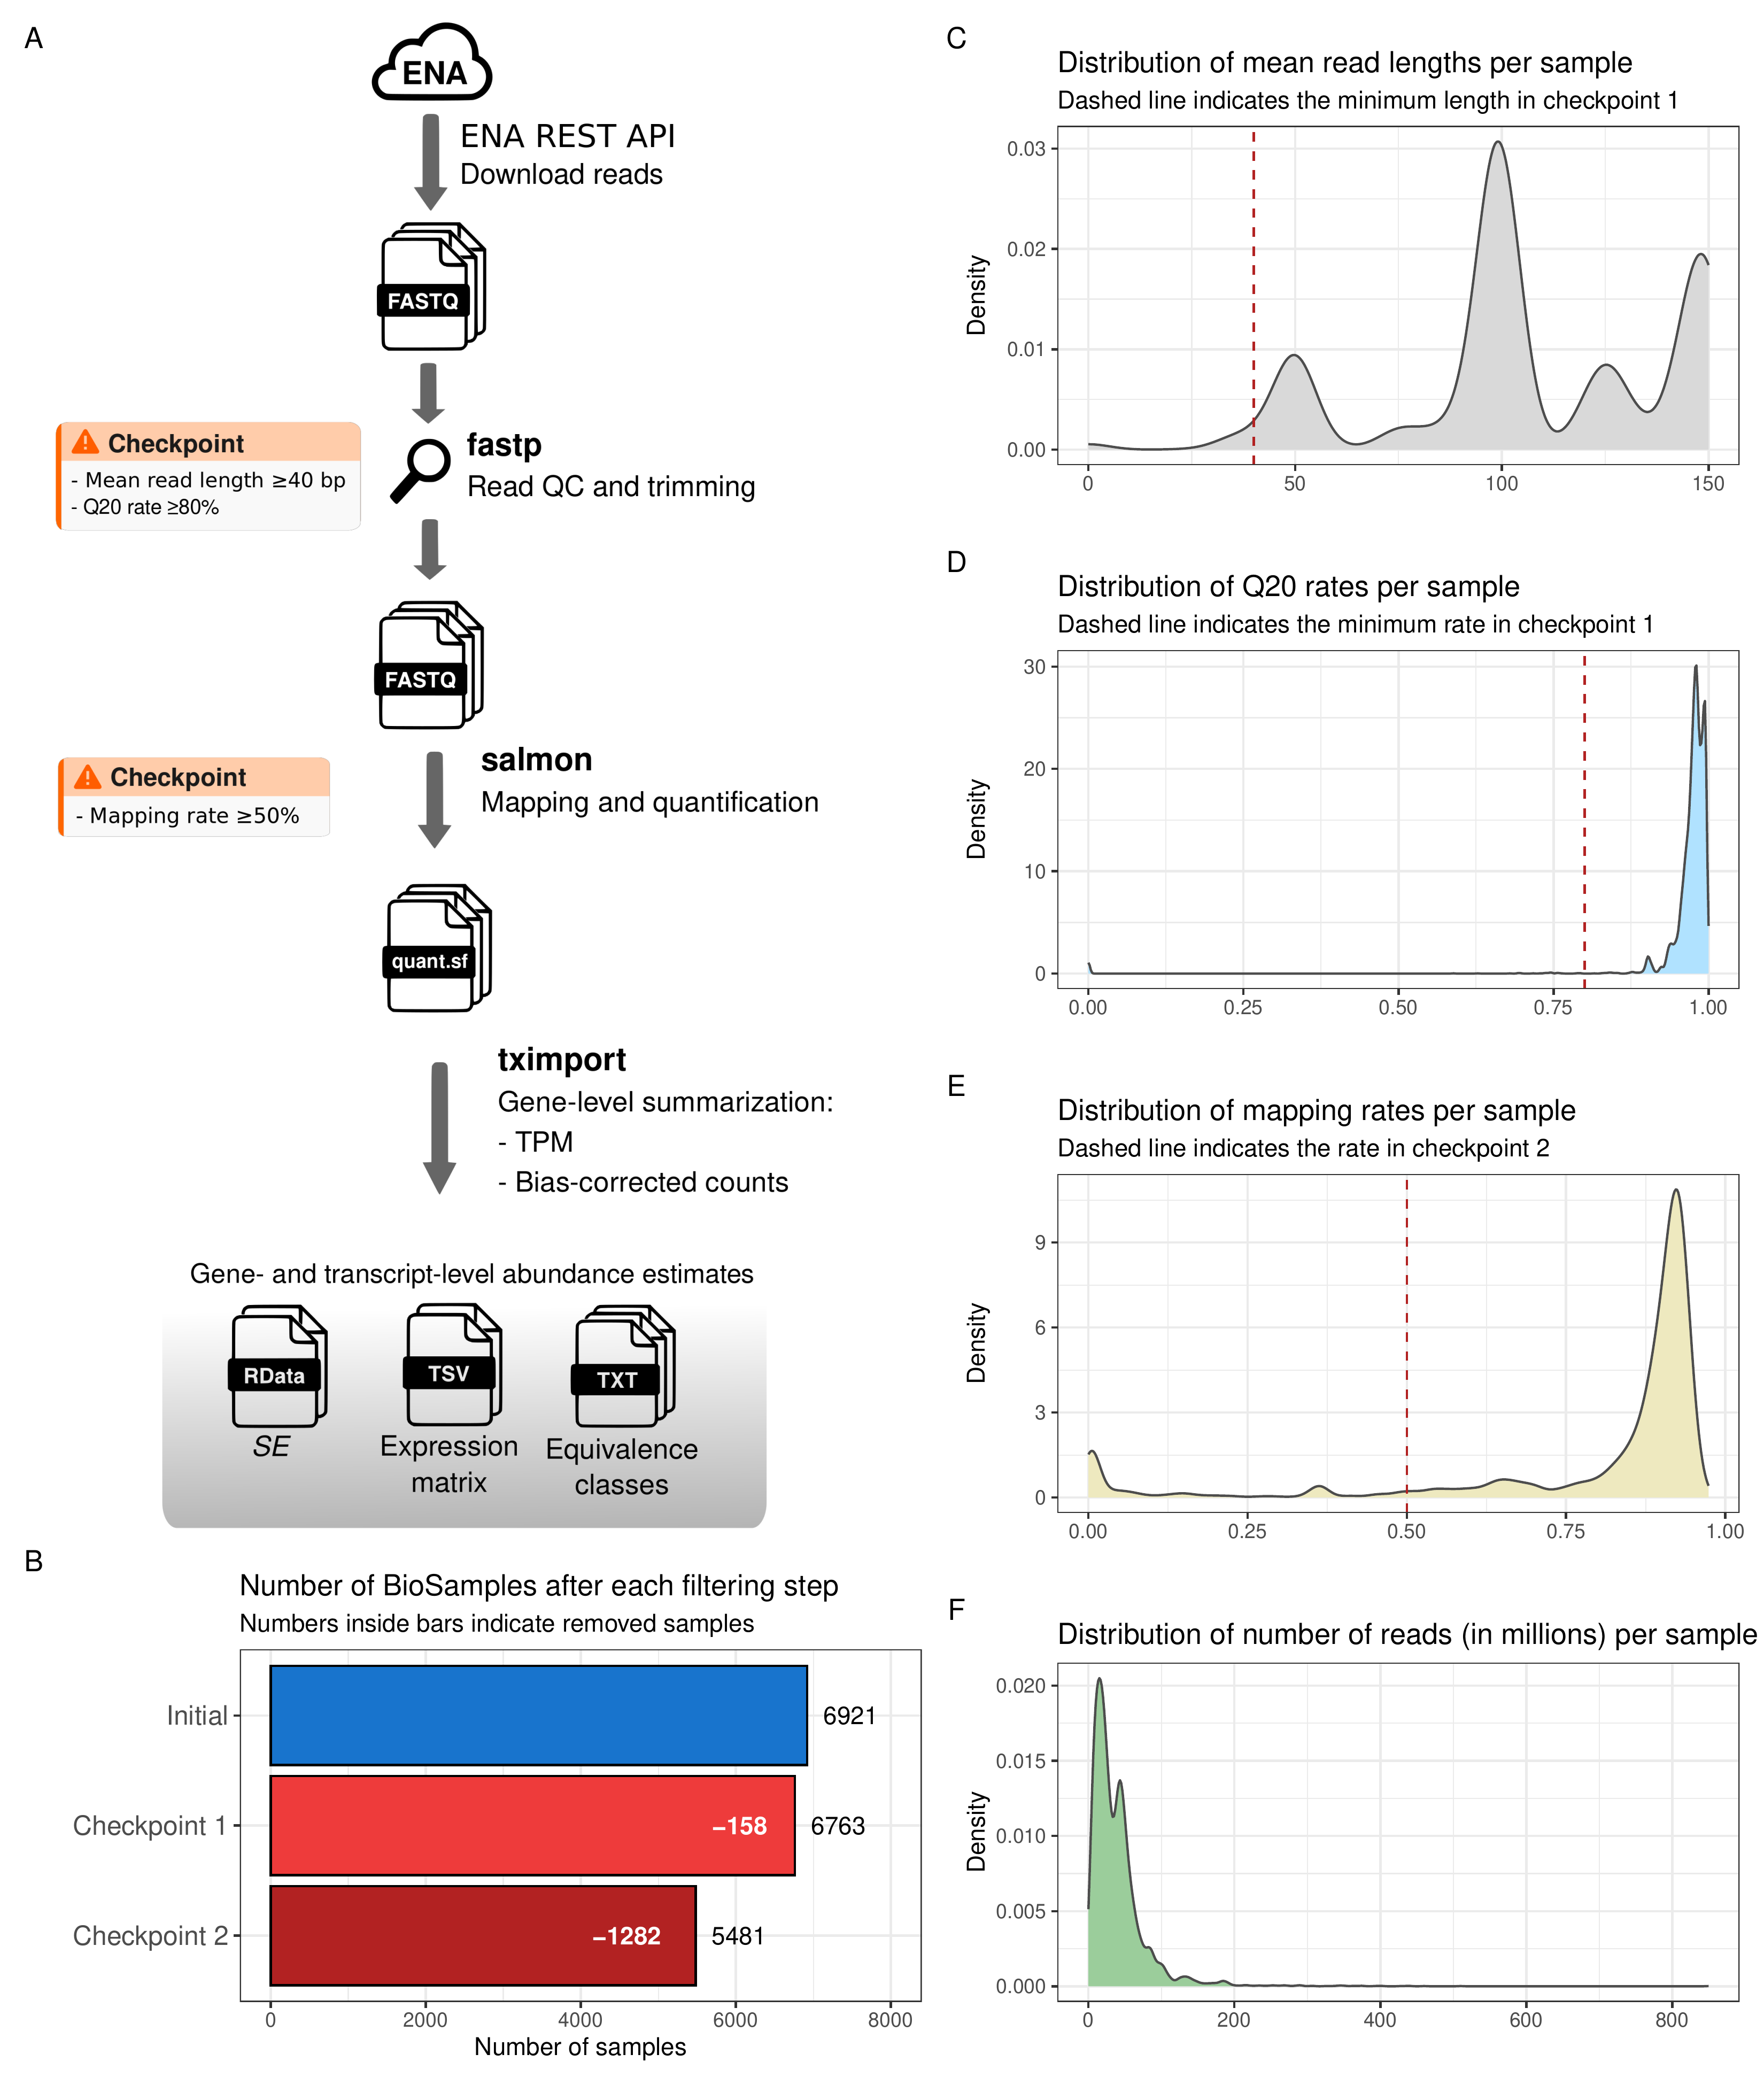 A
ENA
ENA REST API
Download reads
FASTQ
Checkpoint
- Mean read length ≥40 bp
- Q20 rate ≥80%
fastp
Read QC and trimming
FASTQ
Checkpoint
- Mapping rate ≥50%
salmon
Mapping and quantification
quant.sf
tximport
Gene-level summarization:
- TPM
- Bias-corrected counts
Gene- and transcript-level abundance estimates
RData
TSV
TXT
SE
Expression
matrix
Equivalence
classes
B
Number of BioSamples after each filtering step
Numbers inside bars indicate removed samples
Initial
6921
Checkpoint 1
−158
6763
Checkpoint 2
−1282
5481
0 2000 4000 6000 8000
Number of samples
C
Distribution of mean read lengths per sample
Dashed line indicates the minimum length in checkpoint 1
Density
0.03
0.02
0.01
0.00
0 50 100 150
D
Distribution of Q20 rates per sample
Dashed line indicates the minimum rate in checkpoint 1
Density
30
20
10
0
0.00 0.25 0.50 0.75 1.00
E
Distribution of mapping rates per sample
Dashed line indicates the rate in checkpoint 2
Density
9
6
3
0
0.00 0.25 0.50 0.75 1.00
F
Distribution of number of reads (in millions) per sample
Density
0.020
0.015
0.010
0.005
0.000
0 200 400 600 800